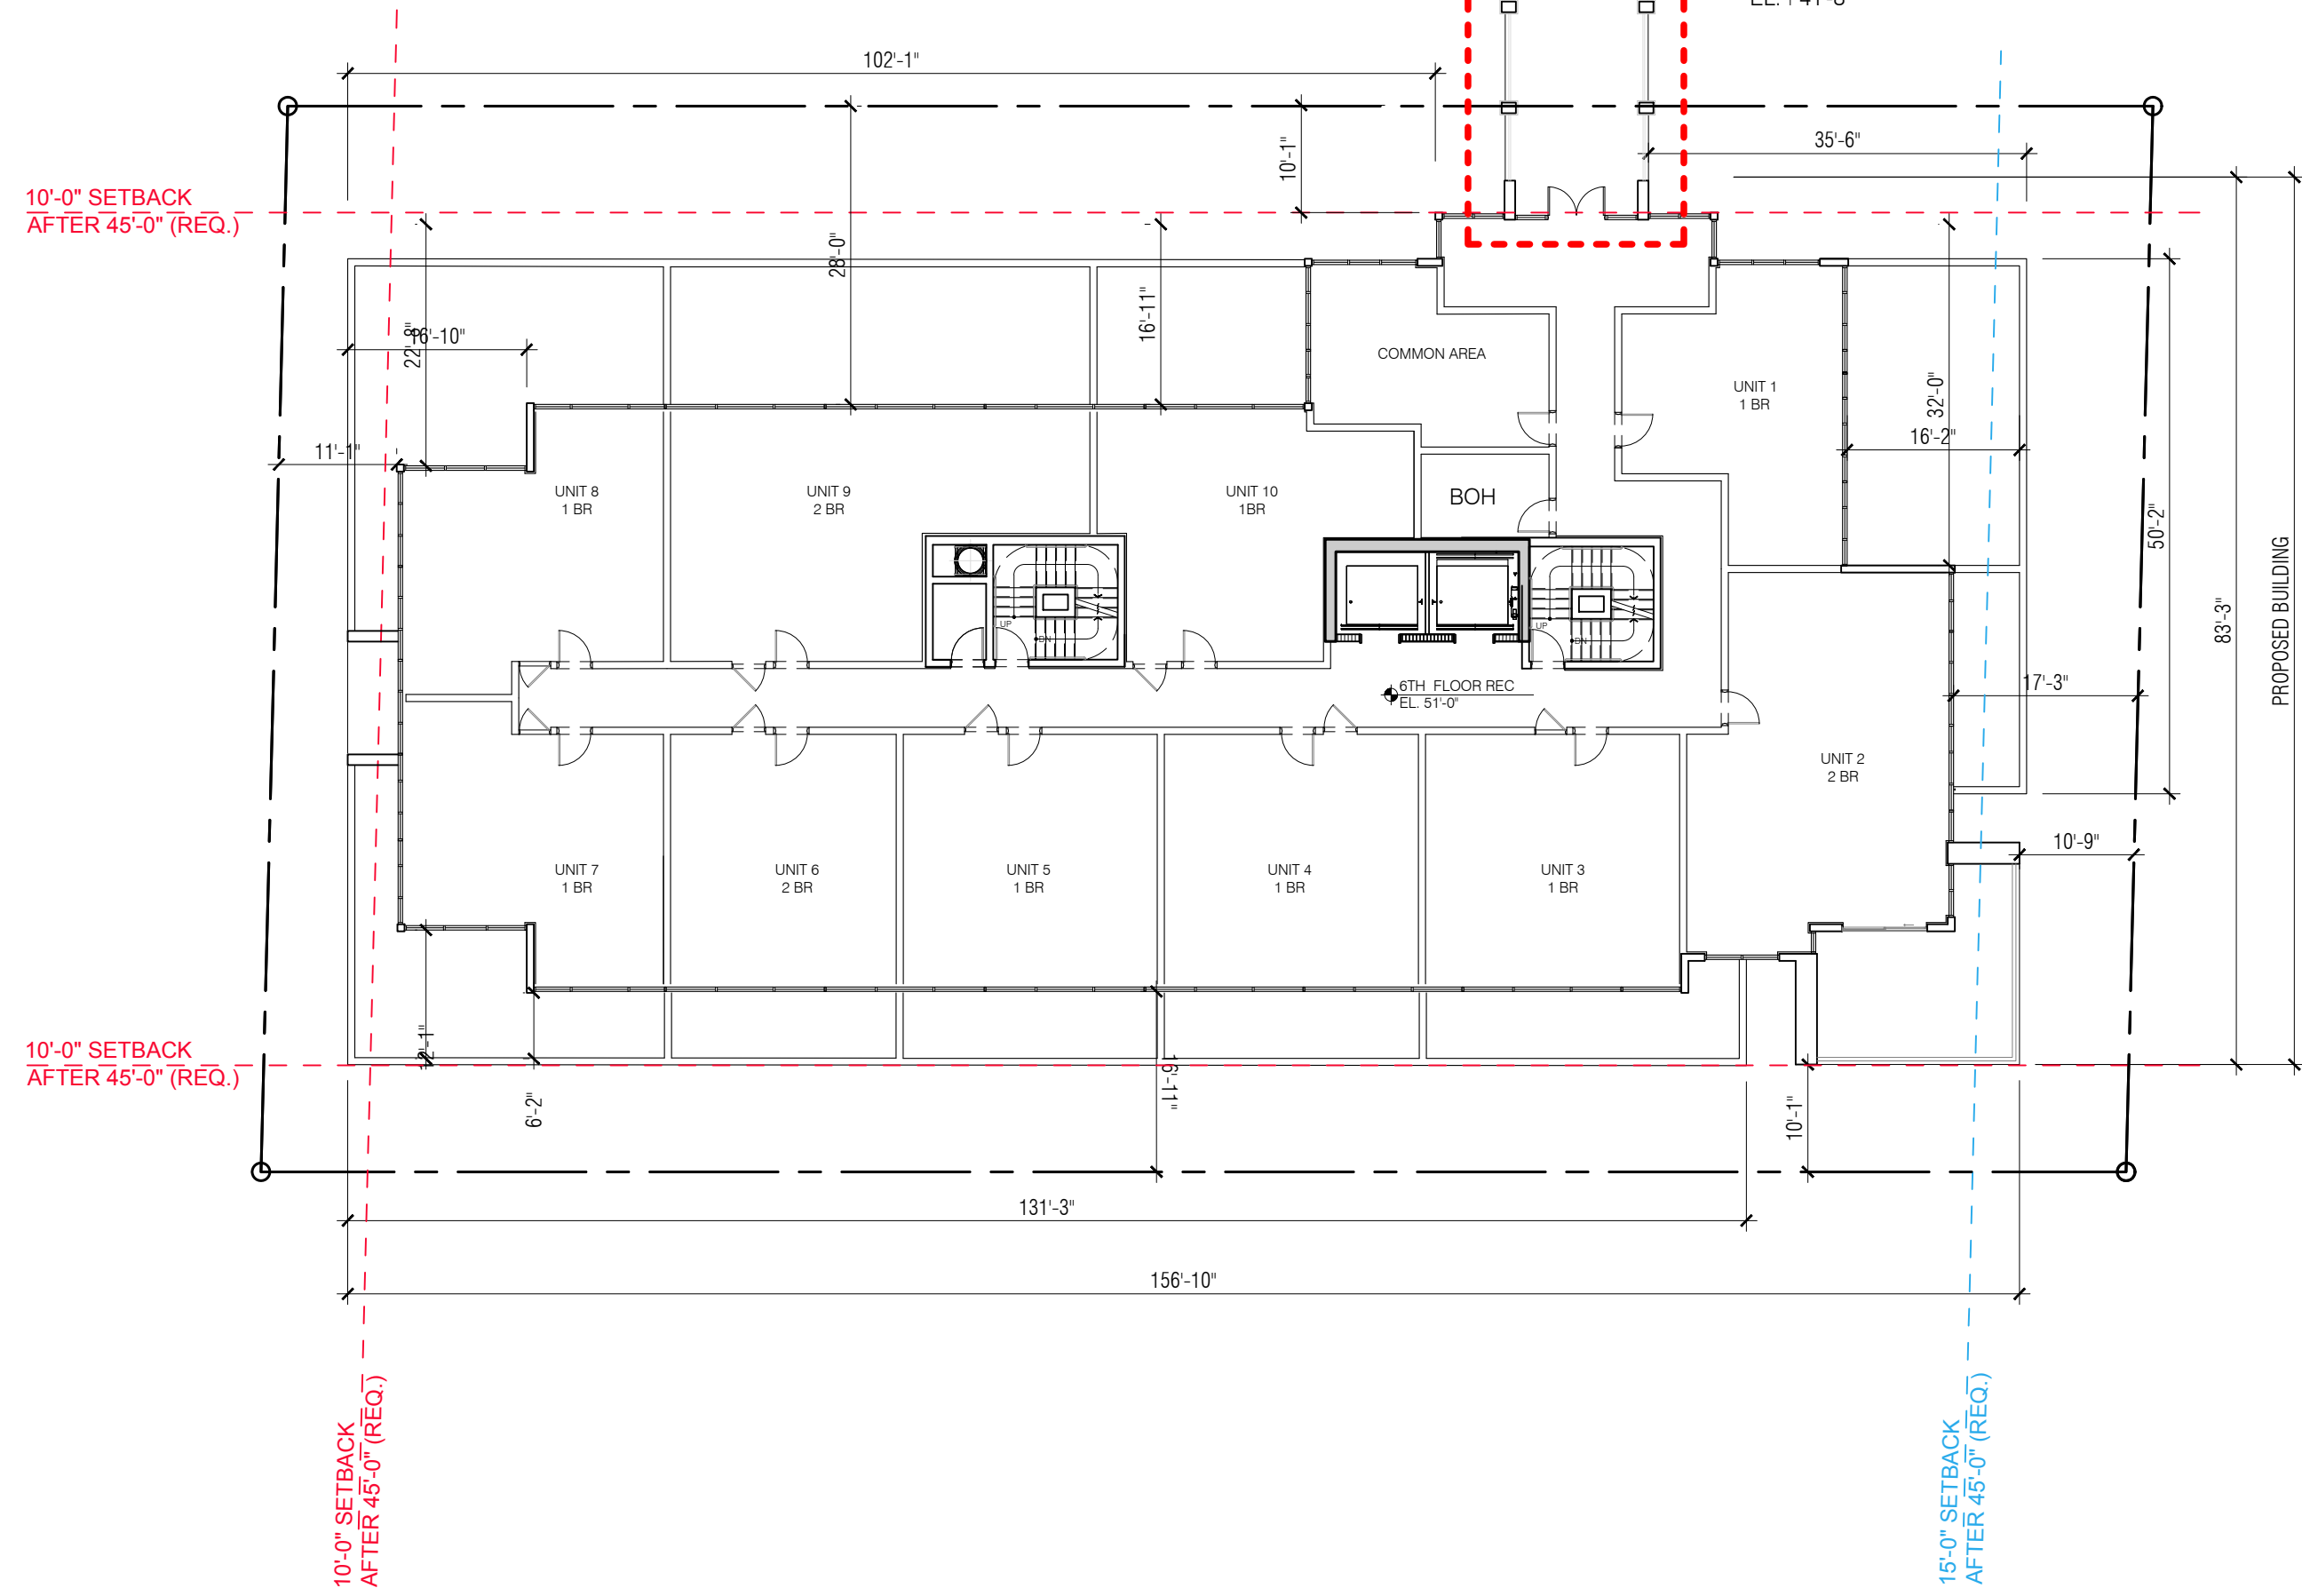 102'-1"
35'-6"
10'-1"
10'-0" SETBACK
AFTER 45'-0" (REQ.)
28'-0"
16'-11"
22'-8"
16'-10"
COMMON AREA
UNIT 1
1 BR
32'-0"
16'-2"
11'-1"
UNIT 8
1 BR
UNIT 9
2 BR
UNIT 10
1BR
BOH
50'-2"
83'-3"
PROPOSED BUILDING
UP
DN
UP
DN
6TH FLOOR REC
EL. 51'-0"
17'-3"
UNIT 2
2 BR
10'-9"
UNIT 7
1 BR
UNIT 6
2 BR
UNIT 5
1 BR
UNIT 4
1 BR
UNIT 3
1 BR
10'-0" SETBACK
AFTER 45'-0" (REQ.)
6'-2"
16'-11"
10'-1"
131'-3"
156'-10"
10'-0" SETBACK
AFTER 45'-0" (REQ.)
15'-0" SETBACK
AFTER 45'-0" (REQ.)